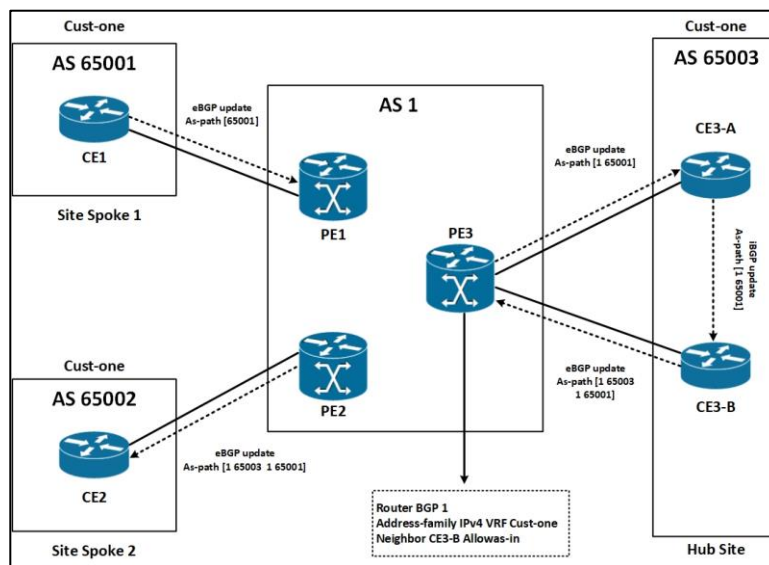 Cust-one
AS 65001
CE1
Site Spoke 1
eBGP update
As-path [65001]
AS 1
PE1
PE3
PE2
Cust-one
AS 65002
CE2
Site Spoke 2
eBGP update
As-path [1 65003 1 65001]
eBGP update
As-path [1 65001]
eBGP update
As-path [1 65003
1 65001]
Router BGP 1
Address-family IPv4 VRF Cust-one
Neighbor CE3-B Allowas-in
Cust-one
AS 65003
CE3-A
iBGP update
As-path [1 65001]
CE3-B
Hub Site